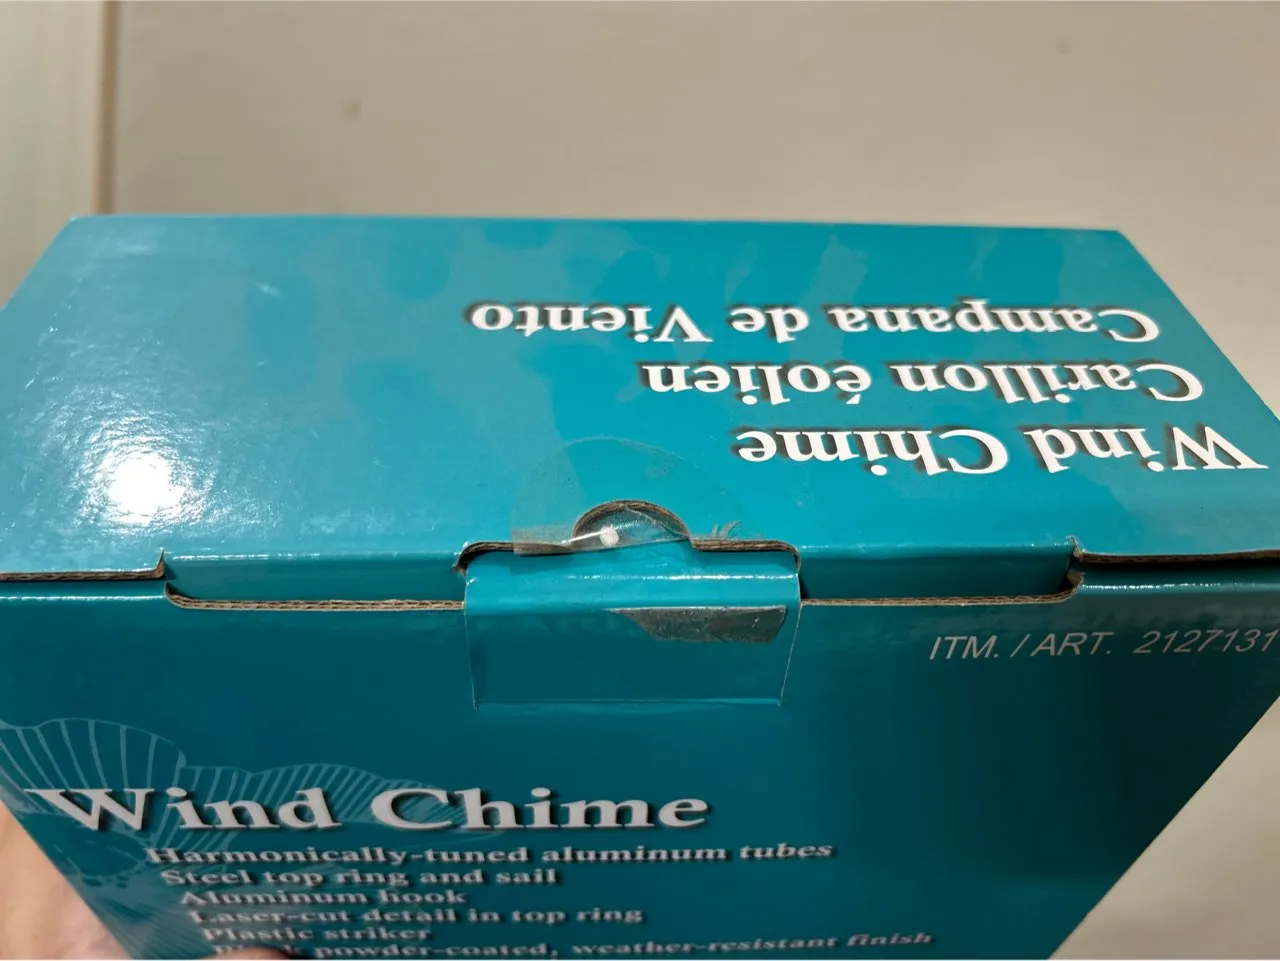 Wind Chime
Carillon éolien
Campana de Viento
ITM. / ART. 2127131
Wind Chime
Harmonically-tuned aluminum tubes
Steel top ring and sail
Aluminum hook
Laser-cut detail in top ring
Plastic striker
powder-coated, weather-resistant finish